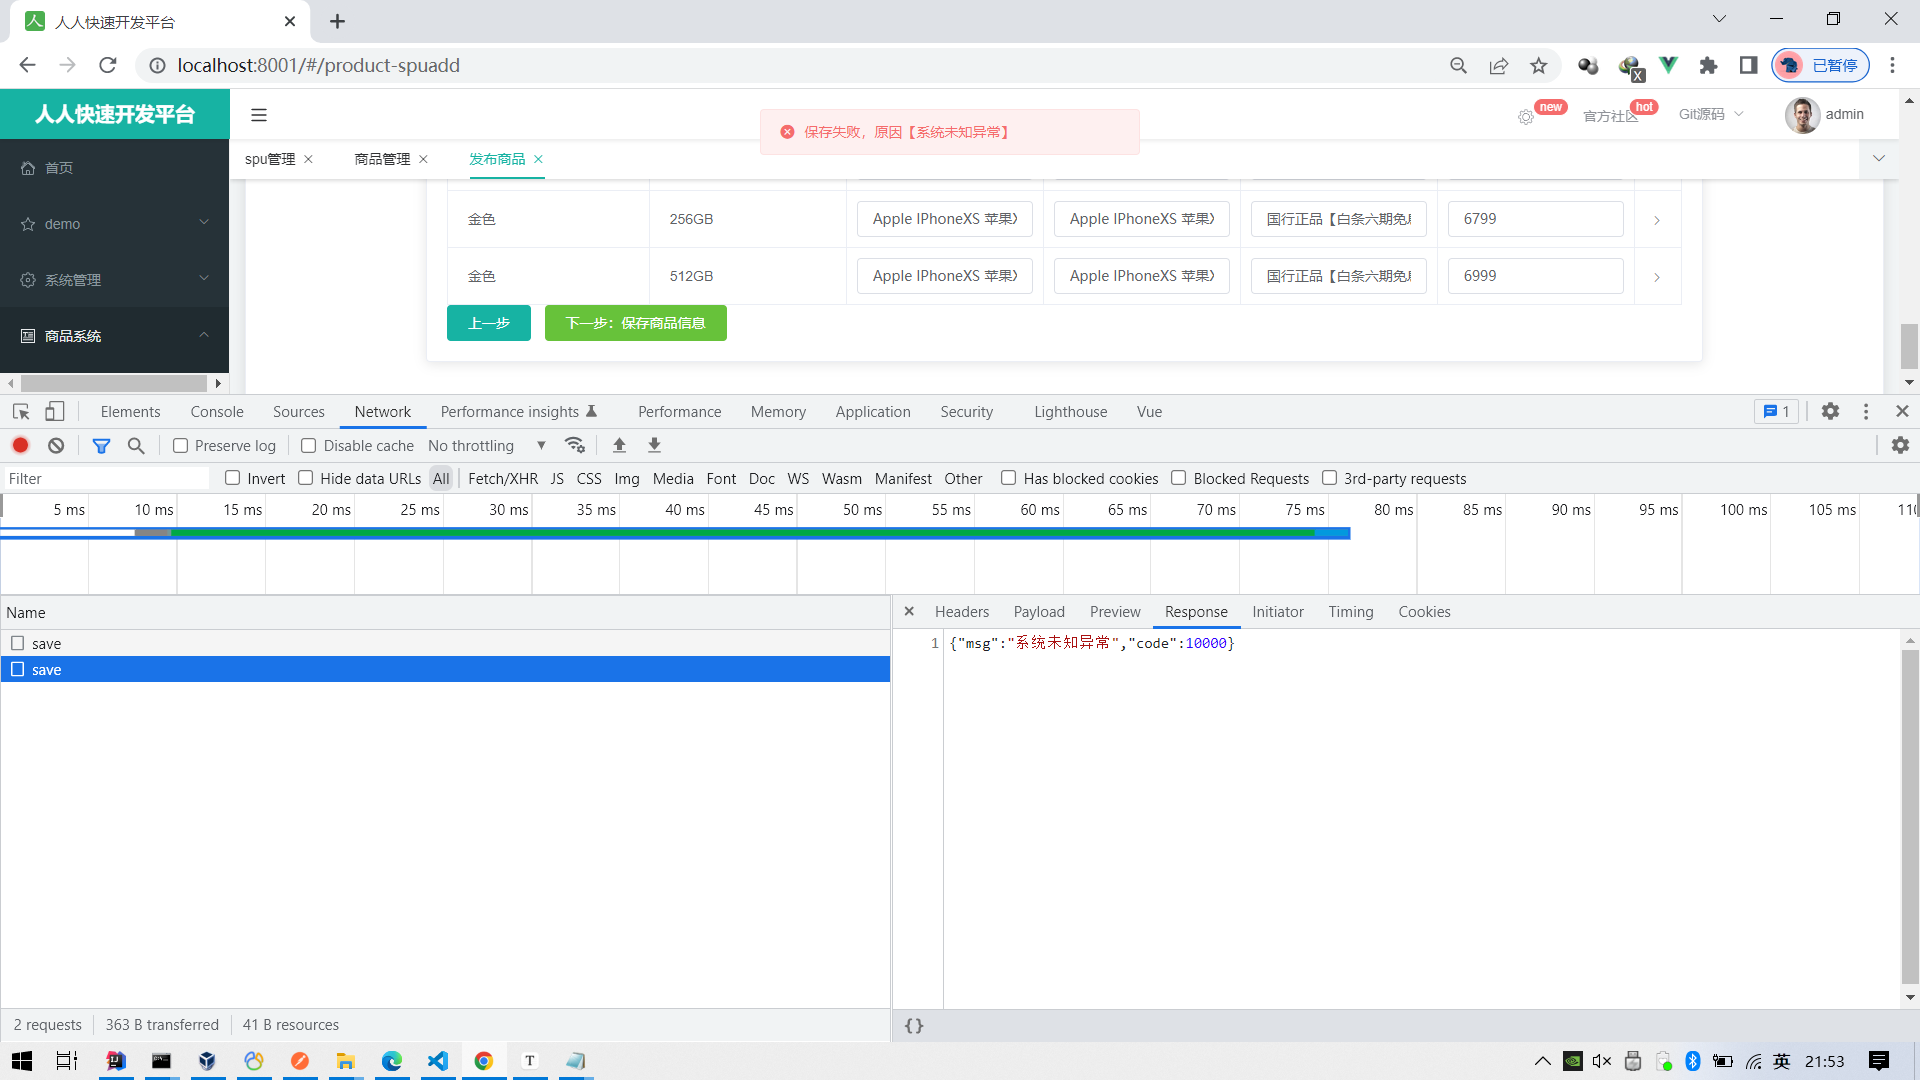 人人快速开发平台
localhost:8001/#/product-spuadd
已暂停
人人快速开发平台
new
官方社区
hot
Git源码
admin
保存失败，原因【系统未知异常】
首页
demo
系统管理
商品系统
spu管理
商品管理
发布商品
金色 256GB Apple IPhoneXS 苹果 Apple IPhoneXS 苹果 国行正品【白条六期免 6799
金色 512GB Apple IPhoneXS 苹果 Apple IPhoneXS 苹果 国行正品【白条六期免 6999
上一步
下一步：保存商品信息
Elements Console Sources Network Performance insights Performance Memory Application Security Lighthouse Vue 1
Preserve log Disable cache No throttling
Filter Invert Hide data URLs All Fetch/XHR JS CSS Img Media Font Doc WS Wasm Manifest Other Has blocked cookies Blocked Requests 3rd-party requests
5 ms 10 ms 15 ms 20 ms 25 ms 30 ms 35 ms 40 ms 45 ms 50 ms 55 ms 60 ms 65 ms 70 ms 75 ms 80 ms 85 ms 90 ms 95 ms 100 ms 105 ms
Name
save
save
Headers Payload Preview Response Initiator Timing Cookies
1 {"msg":"系统未知异常","code":10000}
2 requests 363 B transferred 41 B resources
{}
英 21:53